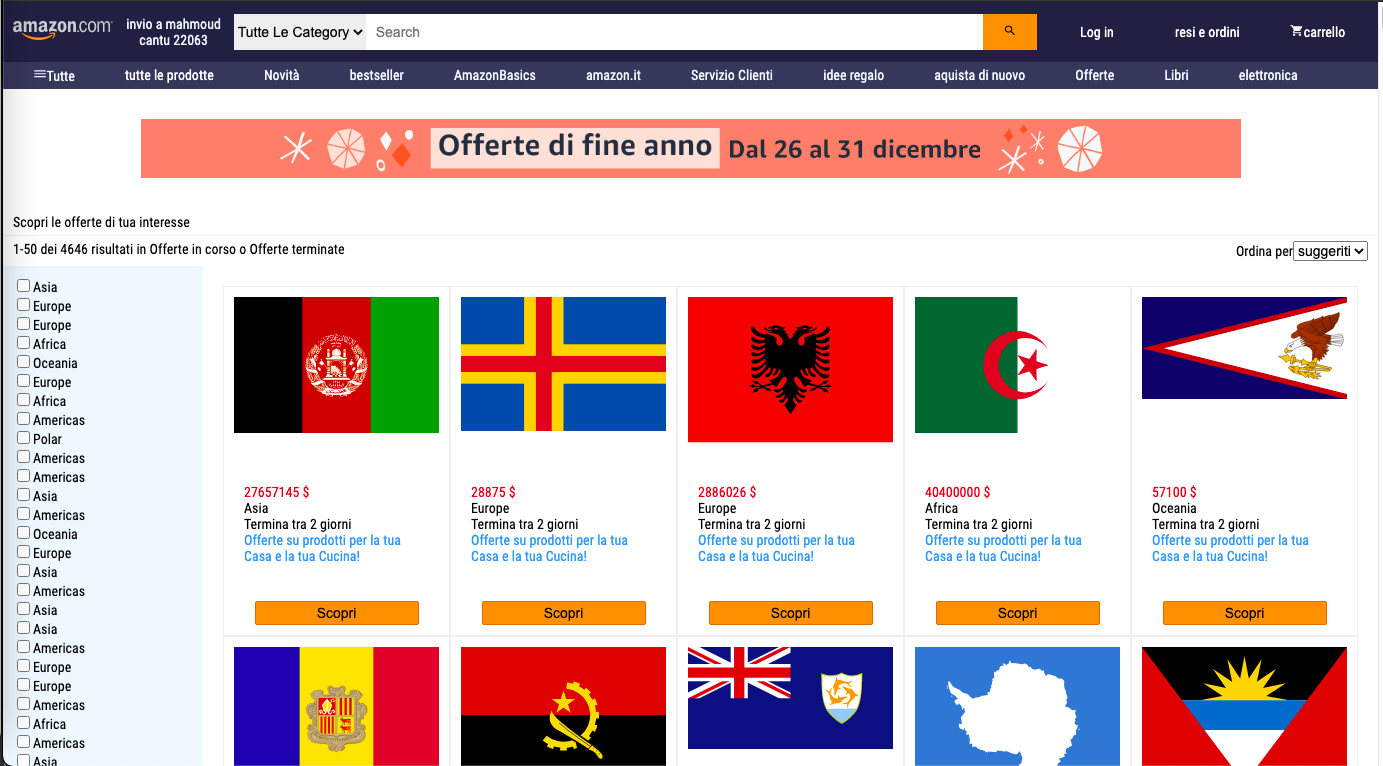 amazon.com
invio a mahmoud
cantu 22063
Tutte Le Category
Search
Log in
resi e ordini
carrello
Tutte
tutte le prodotte
Novità
bestseller
AmazonBasics
amazon.it
Servizio Clienti
idee regalo
aquista di nuovo
Offerte
Libri
elettronica
Offerte di fine anno Dal 26 al 31 dicembre
Scopri le offerte di tua interesse
1-50 dei 4646 risultati in Offerte in corso o Offerte terminate
Ordina per suggeriti
Asia
Europe
Europe
Africa
Oceania
Europe
Africa
Americas
Polar
Americas
Americas
Asia
Americas
Oceania
Europe
Asia
Americas
Asia
Asia
Americas
Europe
Europe
Americas
Africa
Americas
Asia
27657145 $
Asia
Termina tra 2 giorni
Offerte su prodotti per la tua
Casa e la tua Cucina!
Scopri
28875 $
Europe
Termina tra 2 giorni
Offerte su prodotti per la tua
Casa e la tua Cucina!
Scopri
2886026 $
Europe
Termina tra 2 giorni
Offerte su prodotti per la tua
Casa e la tua Cucina!
Scopri
40400000 $
Africa
Termina tra 2 giorni
Offerte su prodotti per la tua
Casa e la tua Cucina!
Scopri
57100 $
Oceania
Termina tra 2 giorni
Offerte su prodotti per la tua
Casa e la tua Cucina!
Scopri